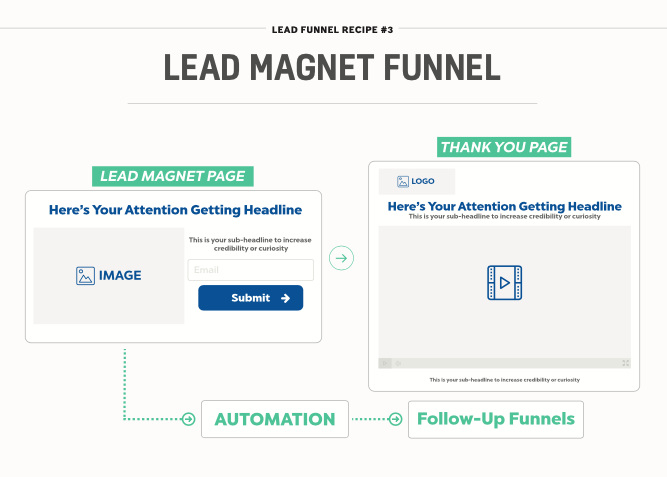 LEAD FUNNEL RECIPE #3
LEAD MAGNET FUNNEL
LEAD MAGNET PAGE
Here's Your Attention Getting Headline
IMAGE
This is your sub-headline to increase
credibility or curiosity
Email
Submit
THANK YOU PAGE
LOGO
Here's Your Attention Getting Headline
This is your sub-headline to increase credibility or curiosity
This is your sub-headline to increase credibility or curiosity
AUTOMATION
Follow-Up Funnels